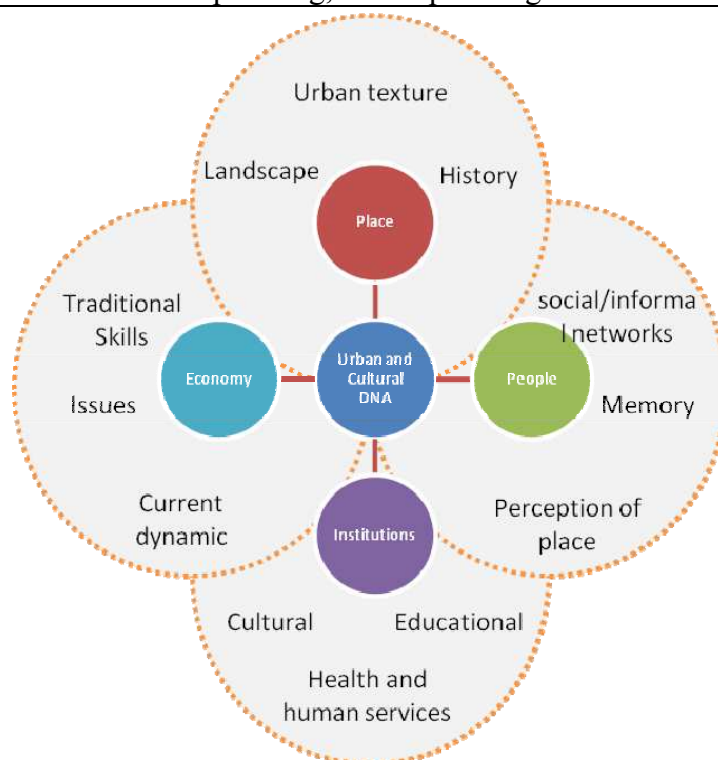 Urban texture
Landscape
History
Place
Traditional
Skills
social/informa
l networks
Economy
Urban and
Cultural
DNA
People
Issues
Memory
Current
dynamic
Perception of
place
Institutions
Cultural
Educational
Health and
human services